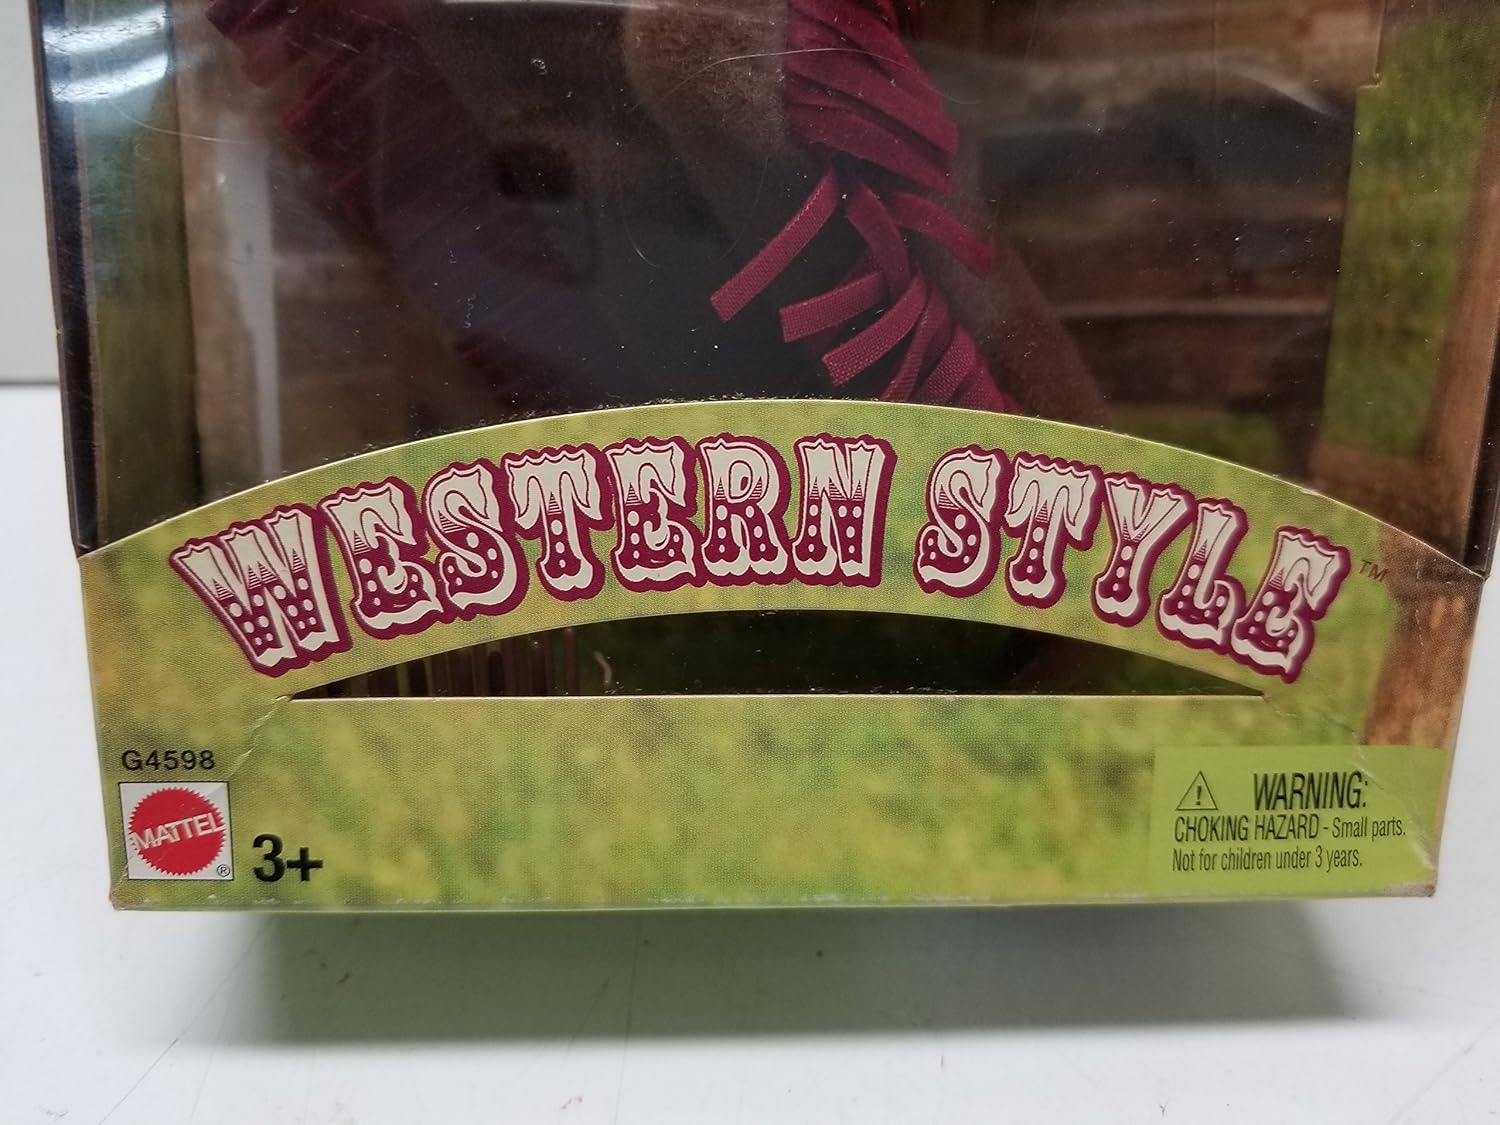 WESTERN STYLE™
G4598
MATTEL®
3+
WARNING:
CHOKING HAZARD - Small parts.
Not for children under 3 years.